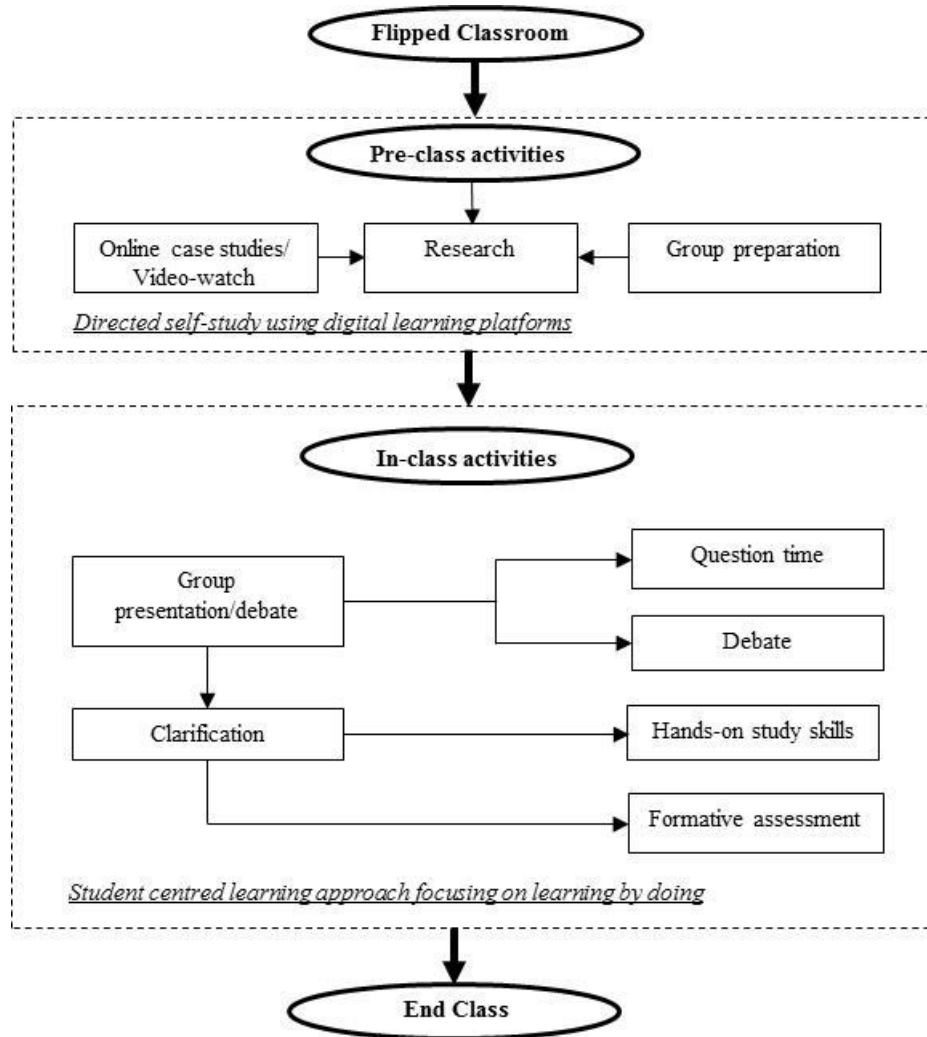 Flipped Classroom
Pre-class activities
Online case studies/
Video-watch
Research
Group preparation
Directed self-study using digital learning platforms
In-class activities
Group
presentation/debate
Question time
Debate
Clarification
Hands-on study skills
Formative assessment
Student centred learning approach focusing on learning by doing
End Class